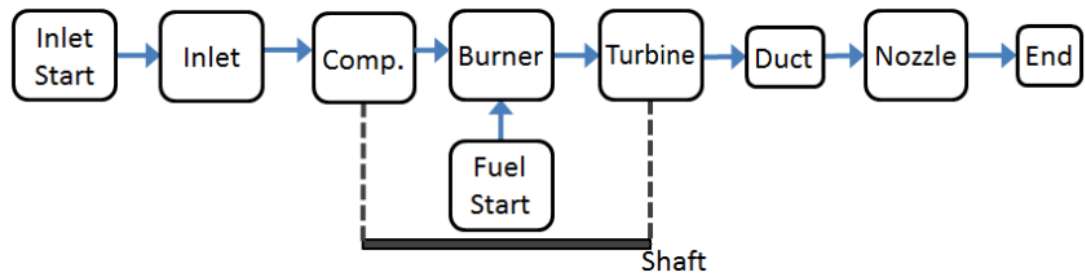 Inlet
Start
Inlet
Comp.
Burner
Turbine
Duct
Nozzle
End
Fuel
Start
Shaft